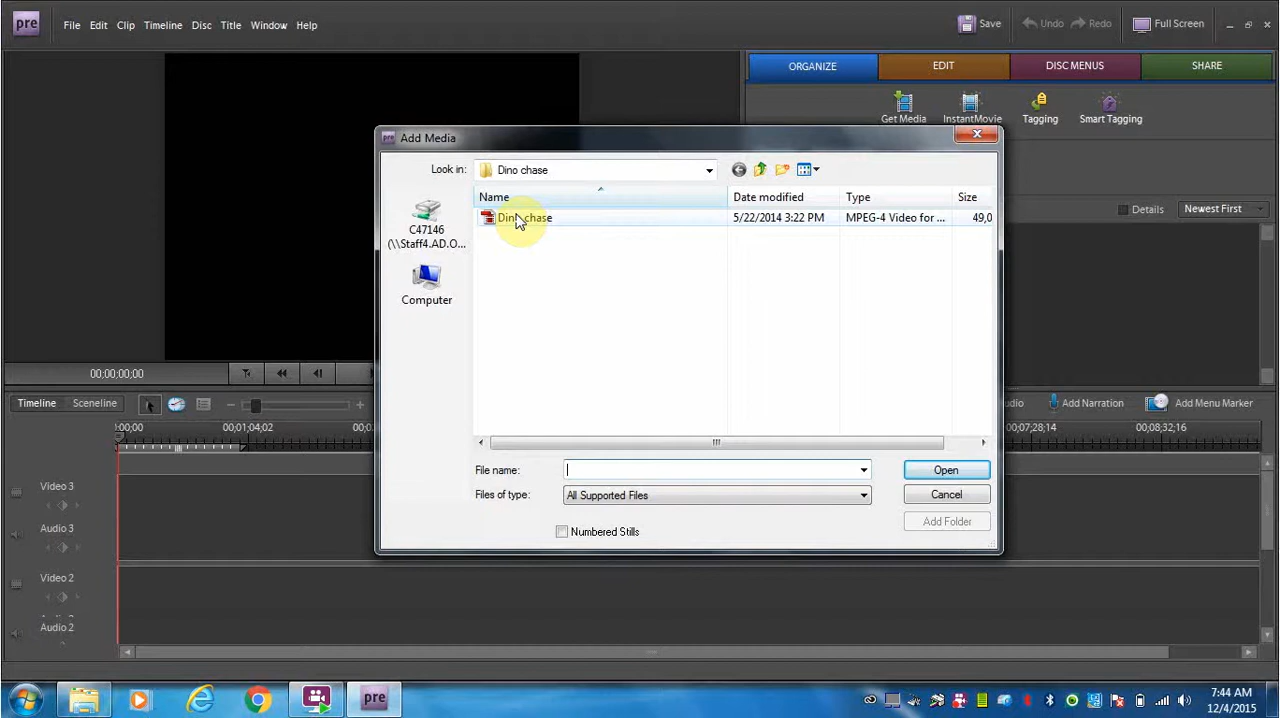 pre File Edit Clip Timeline Disc Title Window Help Save Undo Redo Full Screen
ORGANIZE EDIT DISC MENUS SHARE
Get Media InstantMovie Tagging Smart Tagging
Add Media
Look in: Dino chase
Name Date modified Type Size
Dino chase 5/22/2014 3:22 PM MPEG-4 Video for ... 49,0
Details Newest First
C47146
(\\Staff4.AD.O...
Computer
00;00;00;00
Timeline Sceneline Add Narration Add Menu Marker
00;01;04;02 00;07;28;14 00;08;32;16
File name: Open
Files of type: All Supported Files Cancel
Add Folder
Numbered Stills
Video 3
Audio 3
Video 2
Audio 2
pre
7:44 AM
12/4/2015